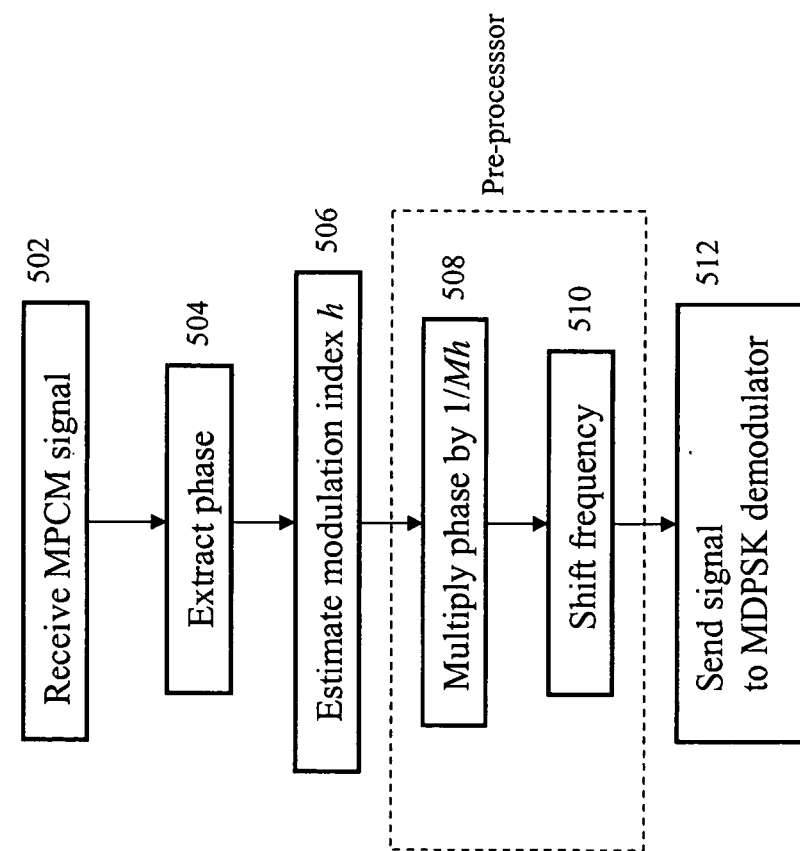 502
Receive MPCM signal
504
Extract phase
506
Estimate modulation index h
Pre-processsor
508
Multiply phase by 1/Mh
510
Shift frequency
512
Send signal
to MDPSK demodulator